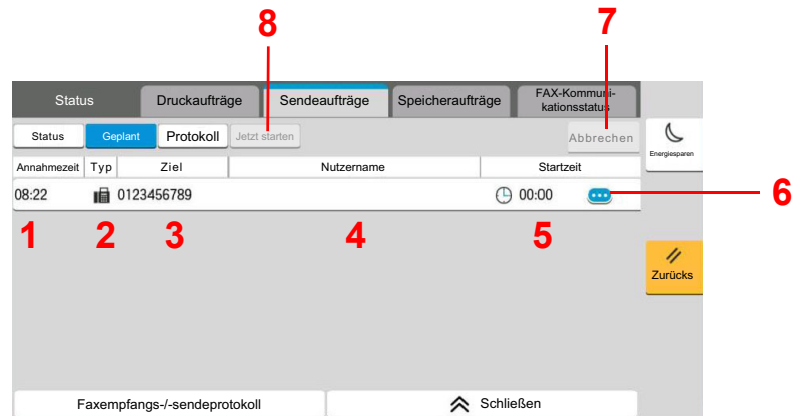 8
7
Status
Druckaufträge
Sendeaufträge
Speicheraufträge
FAX-Kommuni-
kationsstatus
Status
Geplant
Protokoll
Jetzt starten
Abbrechen
Energiesparen
Annahmezeit
Typ
Ziel
Nutzername
Startzeit
08:22
0123456789
00:00
6
1
2
3
4
5
Zurücks
Faxempfangs-/-sendeprotokoll
Schließen